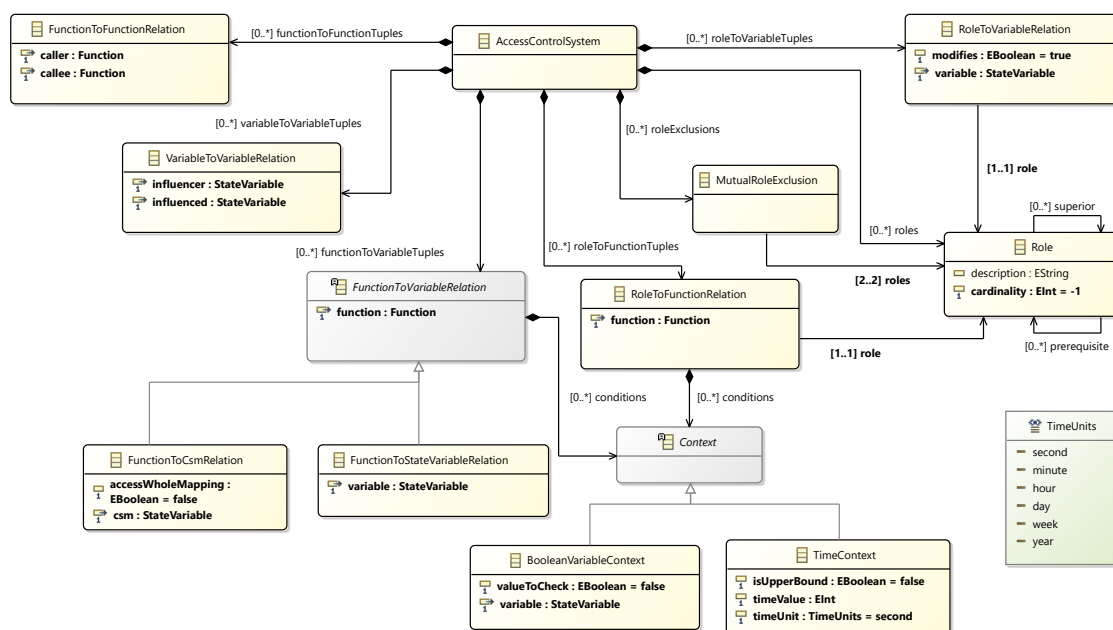 FunctionToFunctionRelation
caller : Function
callee : Function
[0..*] functionToFunctionTuples
AccessControlSystem
[0..*] roleToVariableTuples
RoleToVariableRelation
modifies : EBoolean = true
variable : StateVariable
[0..*] variableToVariableTuples
[0..*] roleExclusions
VariableToVariableRelation
influencer : StateVariable
influenced : StateVariable
MutualRoleExclusion
[1..1] role
[0..*] superior
[0..*] roles
Role
description : EString
cardinality : EInt = -1
[0..*] prerequisite
[0..*] functionToVariableTuples
[0..*] roleToFunctionTuples
[2..2] roles
FunctionToVariableRelation
function : Function
RoleToFunctionRelation
function : Function
[1..1] role
[0..*] conditions
[0..*] conditions
Context
TimeUnits
second
minute
hour
day
week
year
FunctionToCsmRelation
accessWholeMapping :
EBoolean = false
csm : StateVariable
FunctionToStateVariableRelation
variable : StateVariable
BooleanVariableContext
valueToCheck : EBoolean = false
variable : StateVariable
TimeContext
isUpperBound : EBoolean = false
timeValue : EInt
timeUnit : TimeUnits = second